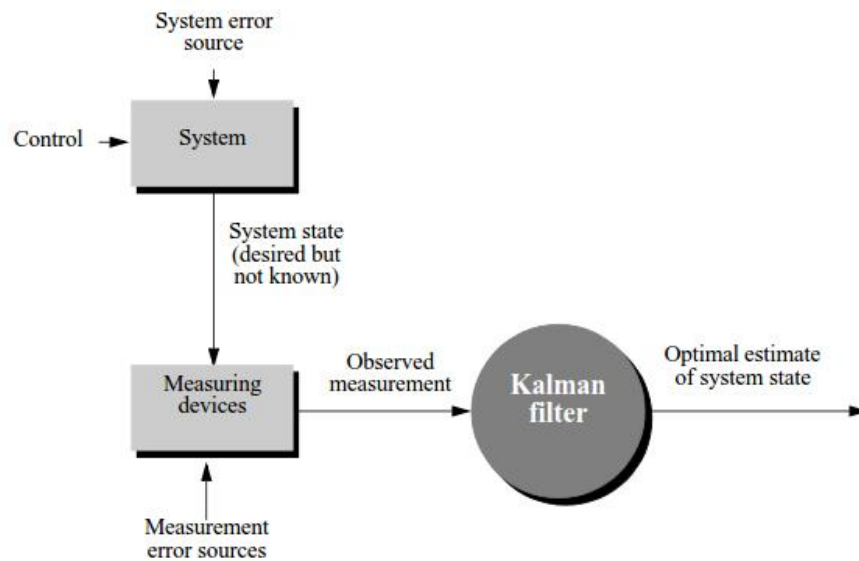 System error
source
Control
System
System state
(desired but
not known)
Measuring
devices
Observed
measurement
Kalman
filter
Optimal estimate
of system state
Measurement
error sources